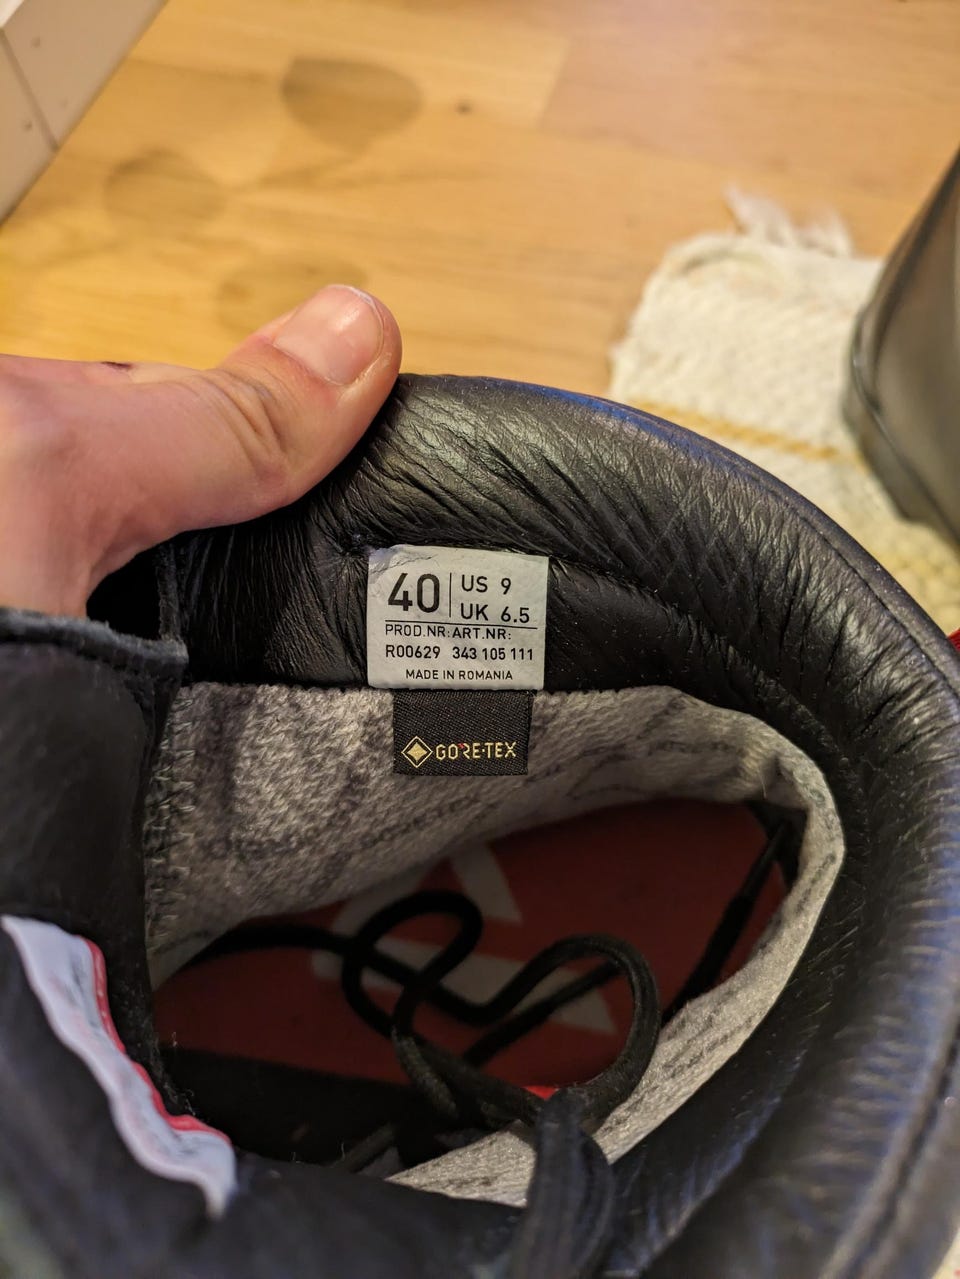 40 US 9
UK 6.5
PROD.NR: ART.NR:
R00629 343 105 111
MADE IN ROMANIA
GORE-TEX